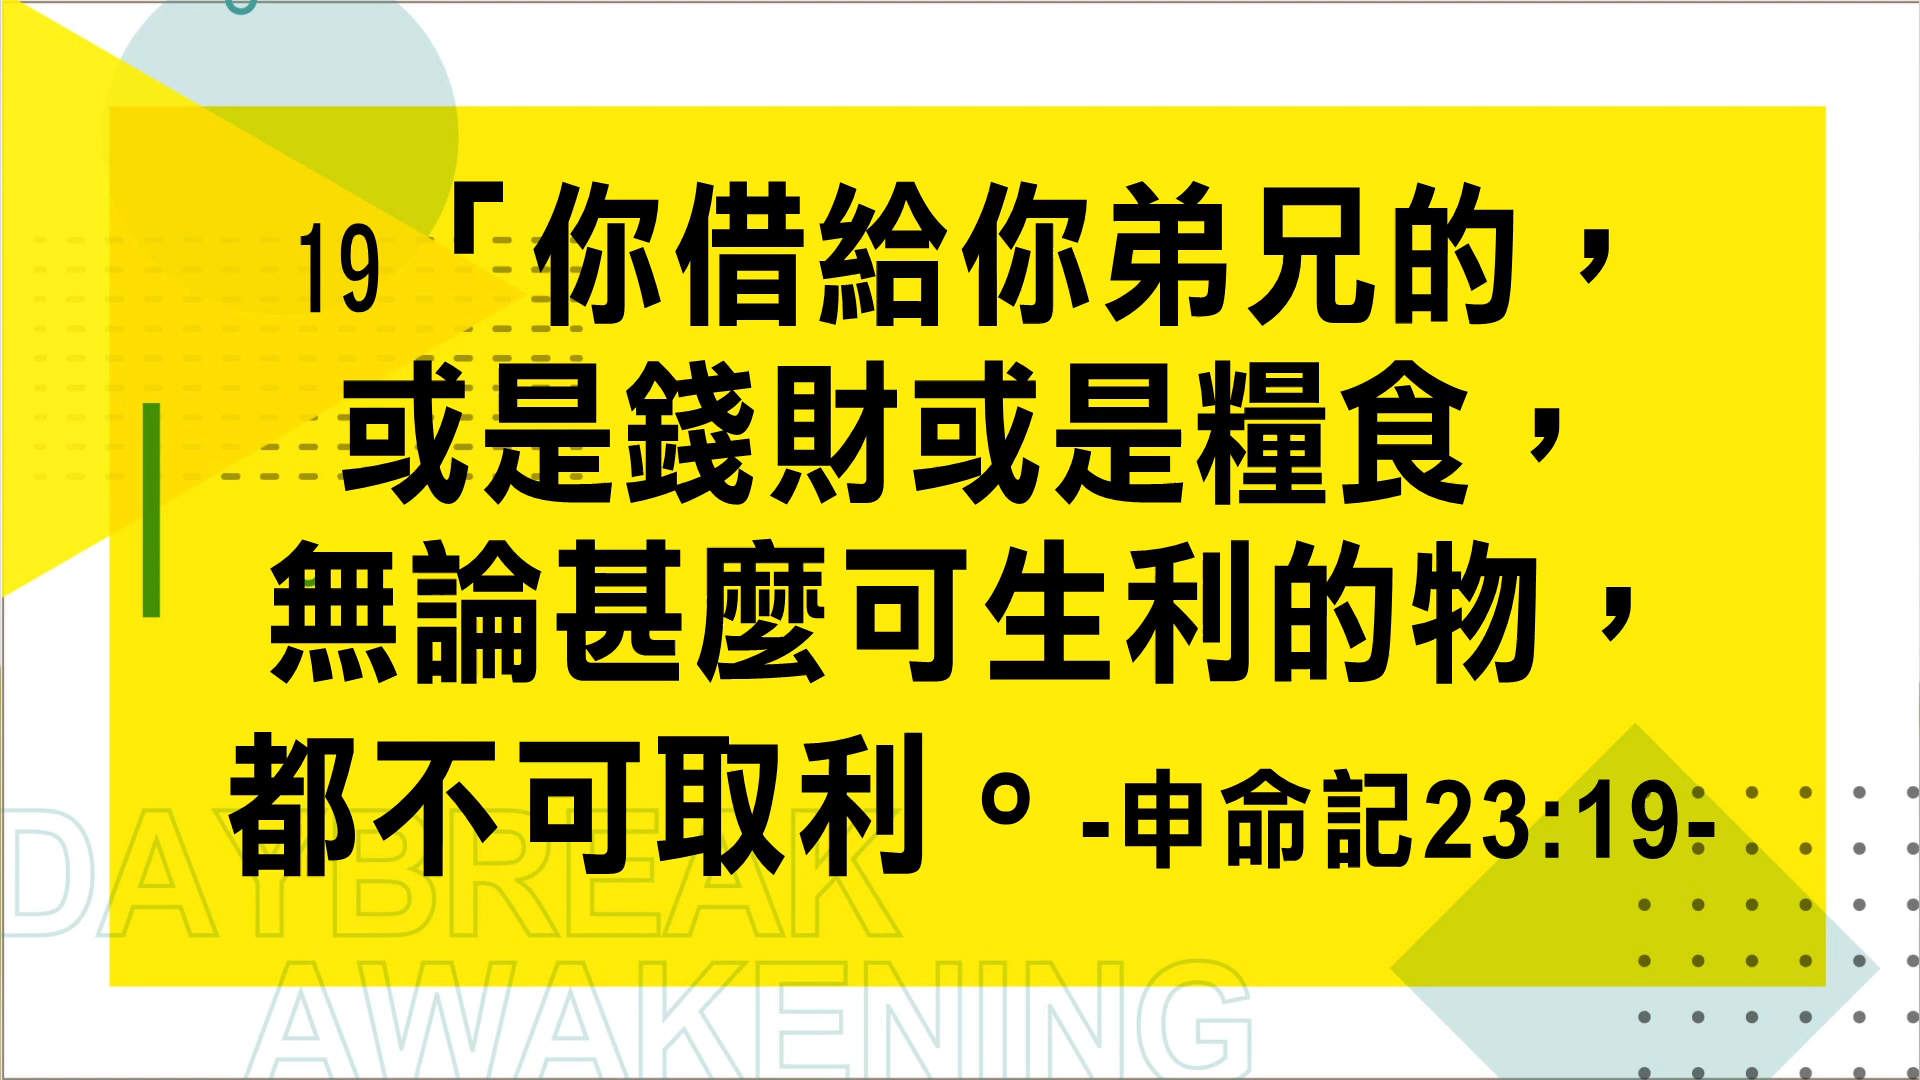 19「你借給你弟兄的，
或是錢財或是糧食，
無論甚麼可生利的物，
都不可取利。-申命記23:19-
DAYBREAK
AWAKENING